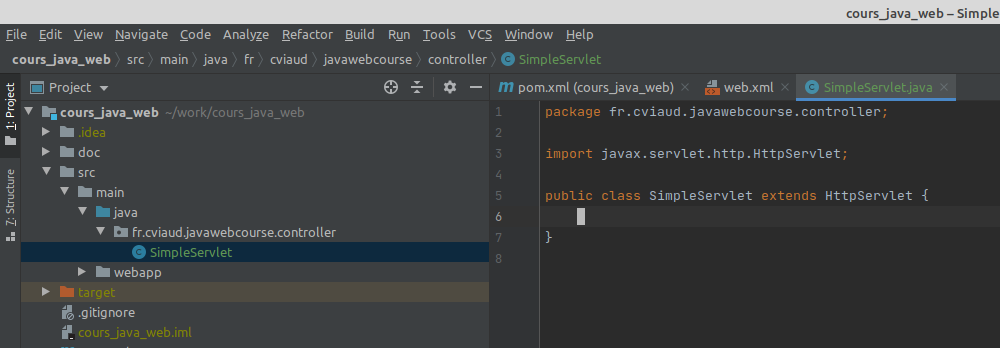 cours_java_web – Simple
File Edit View Navigate Code Analyze Refactor Build Run Tools VCS Window Help
cours_java_web src main java fr cviaud javawebcourse controller SimpleServlet
1: Project
7: Structure
Project
cours_java_web ~/work/cours_java_web
.idea
doc
src
main
java
fr.cviaud.javawebcourse.controller
SimpleServlet
webapp
target
.gitignore
cours_java_web.iml
pom.xml (cours_java_web) web.xml SimpleServlet.java
1 package fr.cviaud.javawebcourse.controller;
2
3 import javax.servlet.http.HttpServlet;
4
5 public class SimpleServlet extends HttpServlet {
6
7 }
8